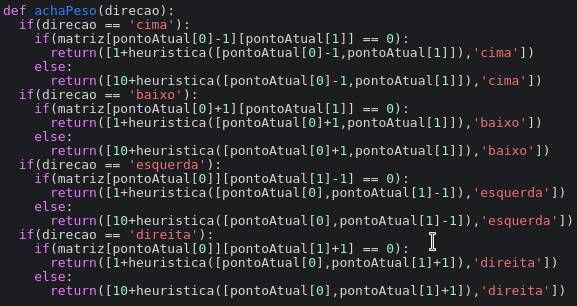 def achaPeso(direcao):
  if(direcao == 'cima'):
    if(matriz[pontoAtual[0]-1][pontoAtual[1]] == 0):
      return([1+heuristica([pontoAtual[0]-1,pontoAtual[1]]),'cima'])
    else:
      return([10+heuristica([pontoAtual[0]-1,pontoAtual[1]]),'cima'])
  if(direcao == 'baixo'):
    if(matriz[pontoAtual[0]+1][pontoAtual[1]] == 0):
      return([1+heuristica([pontoAtual[0]+1,pontoAtual[1]]),'baixo'])
    else:
      return([10+heuristica([pontoAtual[0]+1,pontoAtual[1]]),'baixo'])
  if(direcao == 'esquerda'):
    if(matriz[pontoAtual[0]][pontoAtual[1]-1] == 0):
      return([1+heuristica([pontoAtual[0],pontoAtual[1]-1]),'esquerda'])
    else:
      return([10+heuristica([pontoAtual[0],pontoAtual[1]-1]),'esquerda'])
  if(direcao == 'direita'):
    if(matriz[pontoAtual[0]][pontoAtual[1]+1] == 0):
      return([1+heuristica([pontoAtual[0],pontoAtual[1]+1]),'direita'])
    else:
      return([10+heuristica([pontoAtual[0],pontoAtual[1]+1]),'direita'])